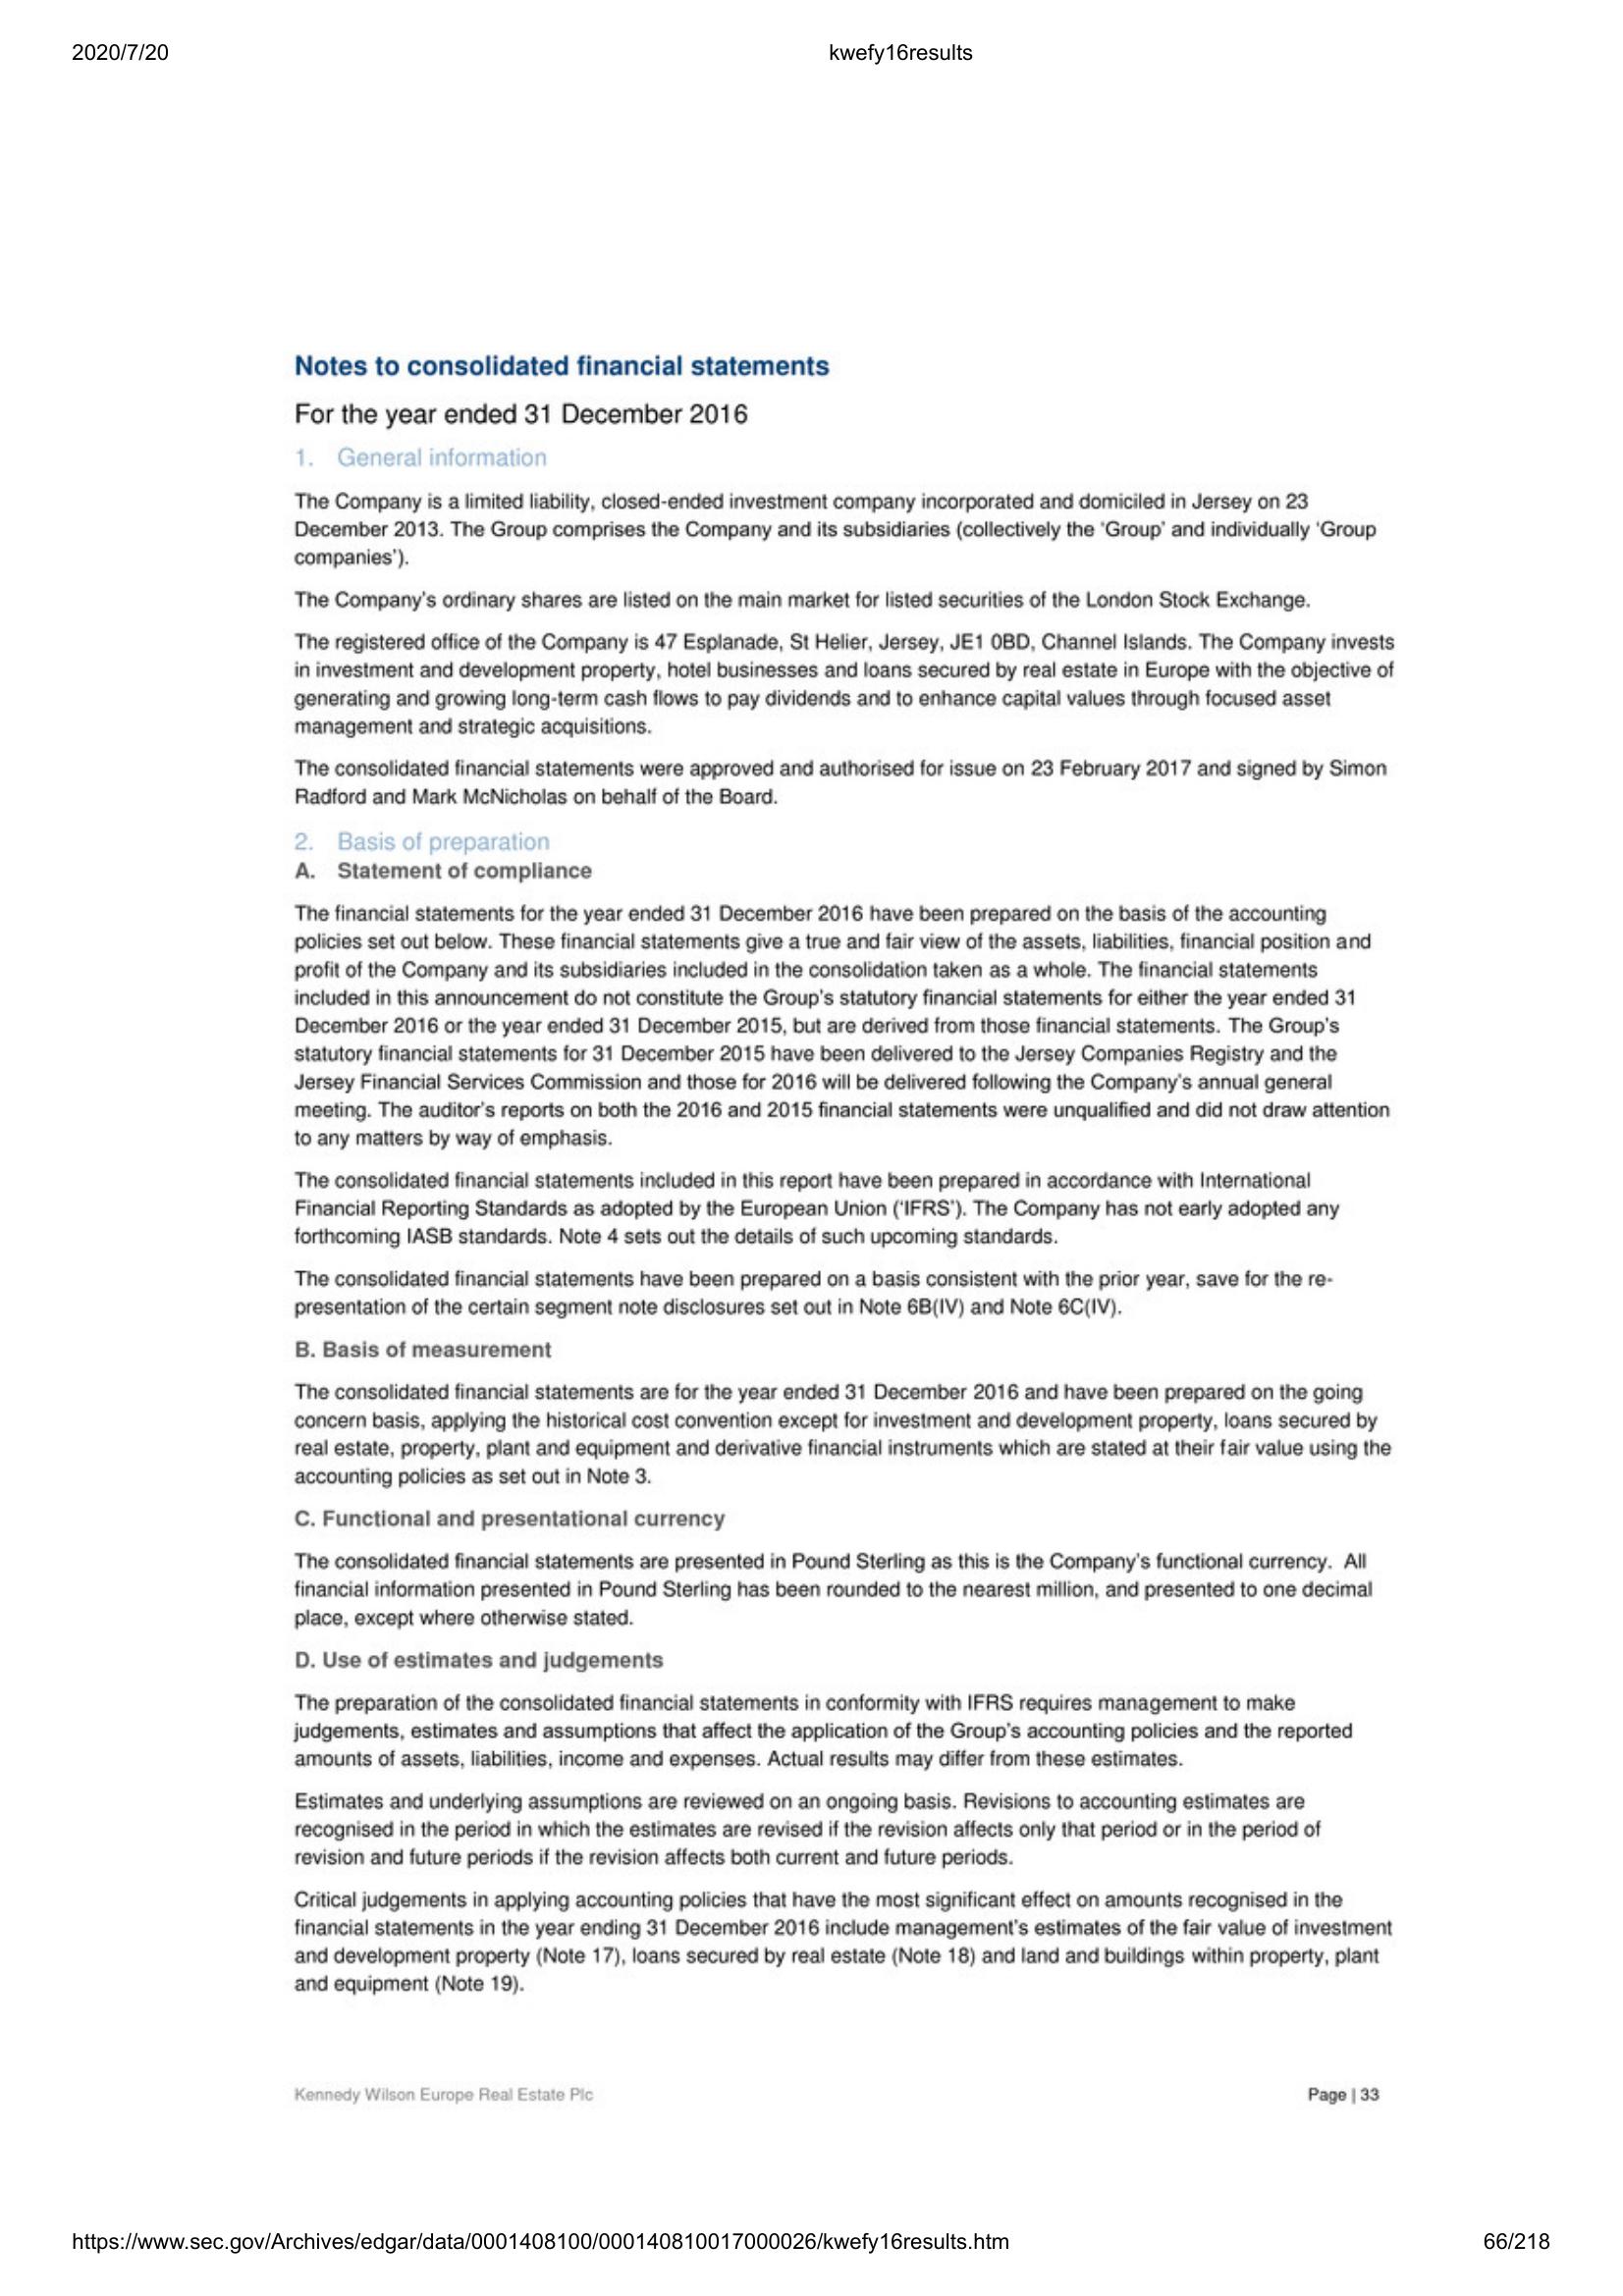 2020/7/20
kwefy16results
Notes to consolidated financial statements
For the year ended 31 December 2016
1. General information
The Company is a limited liability, closed-ended investment company incorporated and domiciled in Jersey on 23
December 2013. The Group comprises the Company and its subsidiaries (collectively the ‘Group’ and individually ‘Group
companies’).
The Company’s ordinary shares are listed on the main market for listed securities of the London Stock Exchange.
The registered office of the Company is 47 Esplanade, St Helier, Jersey, JE1 0BD, Channel Islands. The Company invests
in investment and development property, hotel businesses and loans secured by real estate in Europe with the objective of
generating and growing long-term cash flows to pay dividends and to enhance capital values through focused asset
management and strategic acquisitions.
The consolidated financial statements were approved and authorised for issue on 23 February 2017 and signed by Simon
Radford and Mark McNicholas on behalf of the Board.
2. Basis of preparation
A. Statement of compliance
The financial statements for the year ended 31 December 2016 have been prepared on the basis of the accounting
policies set out below. These financial statements give a true and fair view of the assets, liabilities, financial position and
profit of the Company and its subsidiaries included in the consolidation taken as a whole. The financial statements
included in this announcement do not constitute the Group’s statutory financial statements for either the year ended 31
December 2016 or the year ended 31 December 2015, but are derived from those financial statements. The Group’s
statutory financial statements for 31 December 2015 have been delivered to the Jersey Companies Registry and the
Jersey Financial Services Commission and those for 2016 will be delivered following the Company’s annual general
meeting. The auditor’s reports on both the 2016 and 2015 financial statements were unqualified and did not draw attention
to any matters by way of emphasis.
The consolidated financial statements included in this report have been prepared in accordance with International
Financial Reporting Standards as adopted by the European Union (‘IFRS’). The Company has not early adopted any
forthcoming IASB standards. Note 4 sets out the details of such upcoming standards.
The consolidated financial statements have been prepared on a basis consistent with the prior year, save for the re-
presentation of the certain segment note disclosures set out in Note 6B(IV) and Note 6C(IV).
B. Basis of measurement
The consolidated financial statements are for the year ended 31 December 2016 and have been prepared on the going
concern basis, applying the historical cost convention except for investment and development property, loans secured by
real estate, property, plant and equipment and derivative financial instruments which are stated at their fair value using the
accounting policies as set out in Note 3.
C. Functional and presentational currency
The consolidated financial statements are presented in Pound Sterling as this is the Company’s functional currency. All
financial information presented in Pound Sterling has been rounded to the nearest million, and presented to one decimal
place, except where otherwise stated.
D. Use of estimates and judgements
The preparation of the consolidated financial statements in conformity with IFRS requires management to make
judgements, estimates and assumptions that affect the application of the Group’s accounting policies and the reported
amounts of assets, liabilities, income and expenses. Actual results may differ from these estimates.
Estimates and underlying assumptions are reviewed on an ongoing basis. Revisions to accounting estimates are
recognised in the period in which the estimates are revised if the revision affects only that period or in the period of
revision and future periods if the revision affects both current and future periods.
Critical judgements in applying accounting policies that have the most significant effect on amounts recognised in the
financial statements in the year ending 31 December 2016 include management’s estimates of the fair value of investment
and development property (Note 17), loans secured by real estate (Note 18) and land and buildings within property, plant
and equipment (Note 19).
Kennedy Wilson Europe Real Estate Plc
Page | 33
https://www.sec.gov/Archives/edgar/data/0001408100/000140810017000026/kwefy16results.htm
66/218